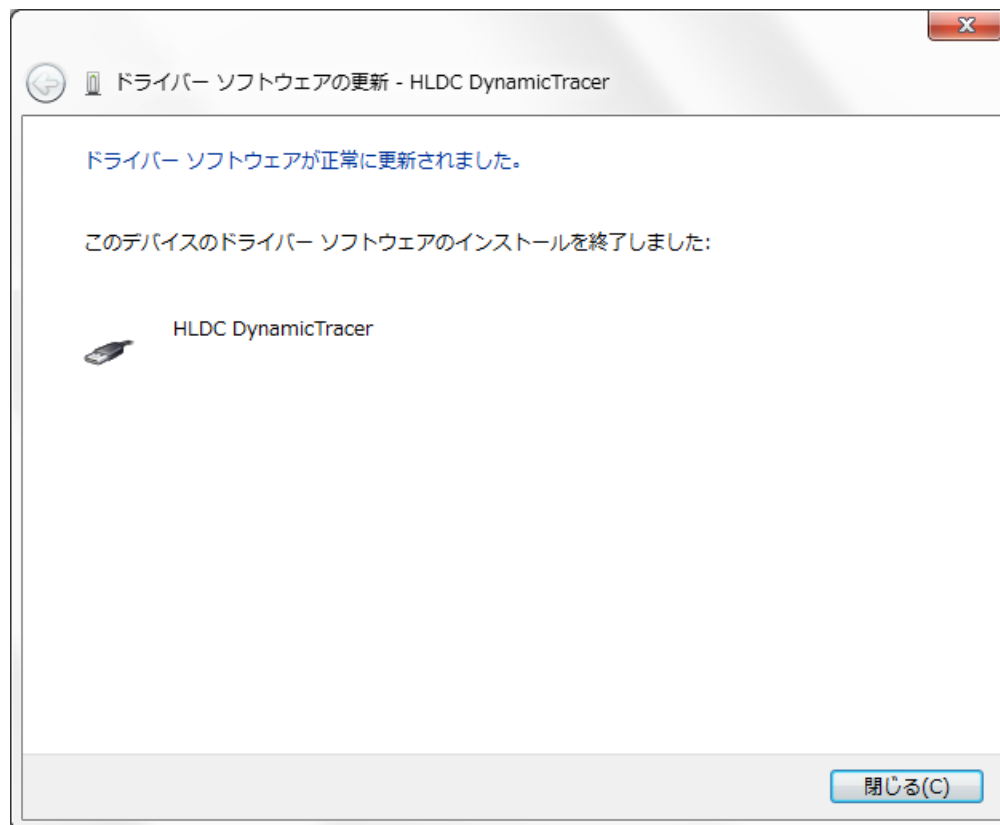 ドライバー ソフトウェアの更新 - HLDC DynamicTracer
ドライバー ソフトウェアが正常に更新されました。
このデバイスのドライバー ソフトウェアのインストールを終了しました:
HLDC DynamicTracer
閉じる(C)